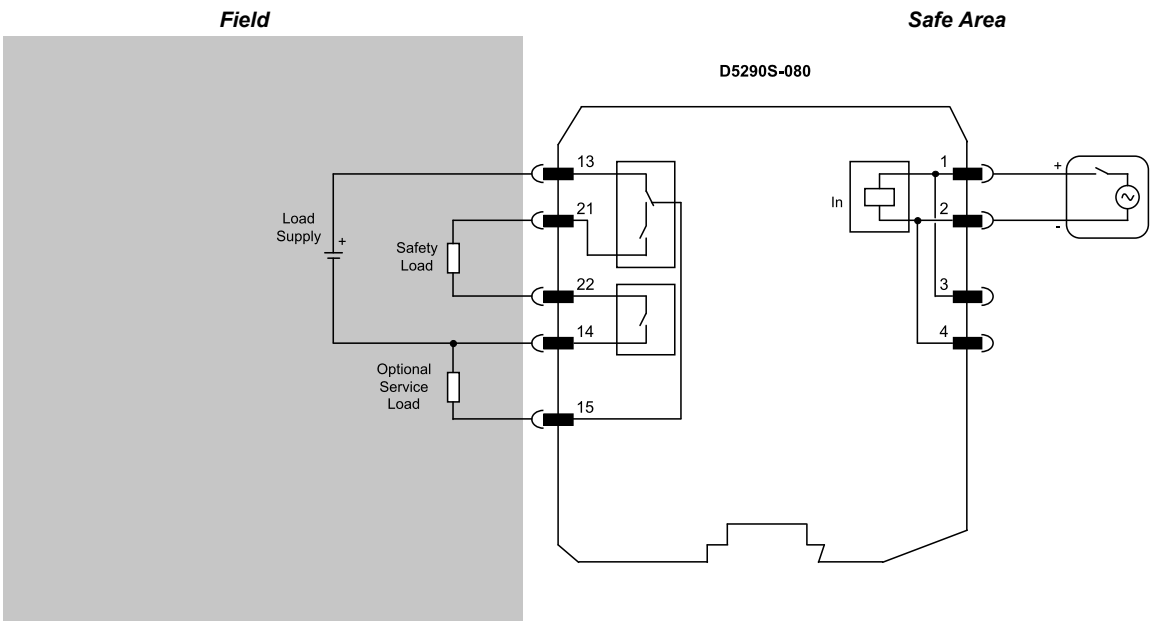 Field
Safe Area
D5290S-080
13
1
+
21
2
In
Load
Supply
+
Safety
Load
-
22
3
14
4
Optional
Service
Load
15